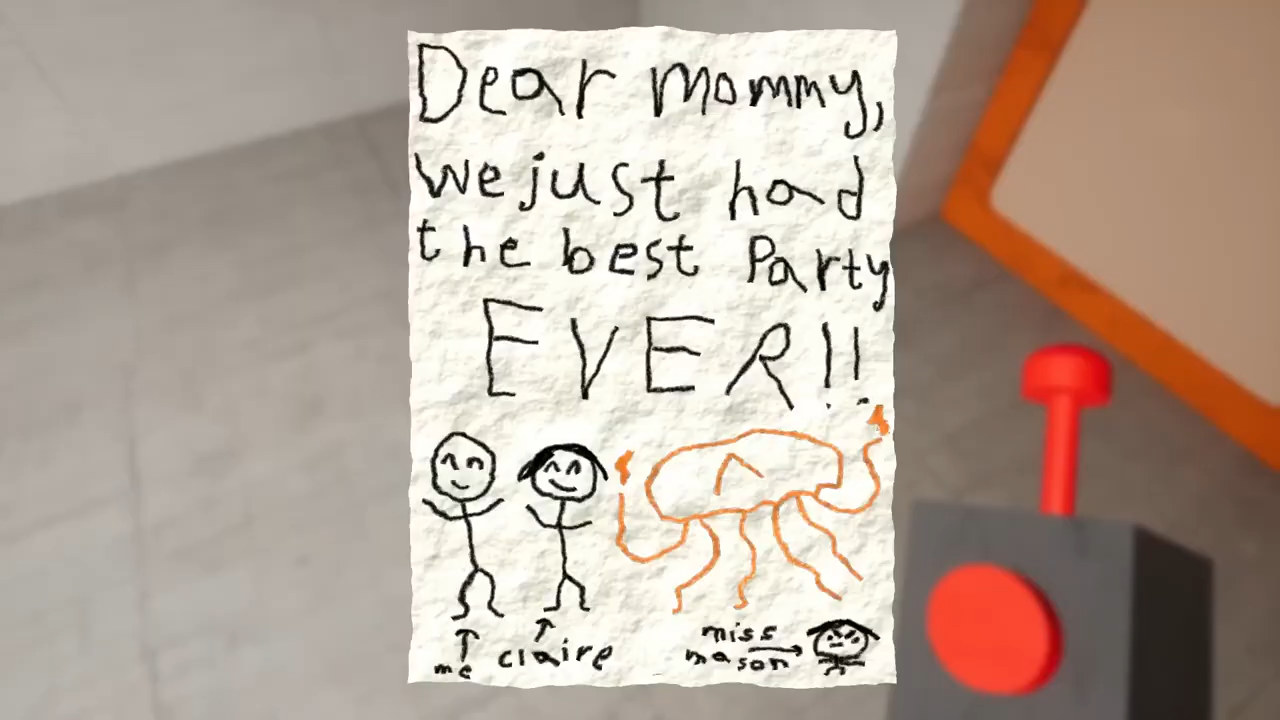 Dear mommy,
we just had
the best Party
EVER!!
me
claire
miss
mason